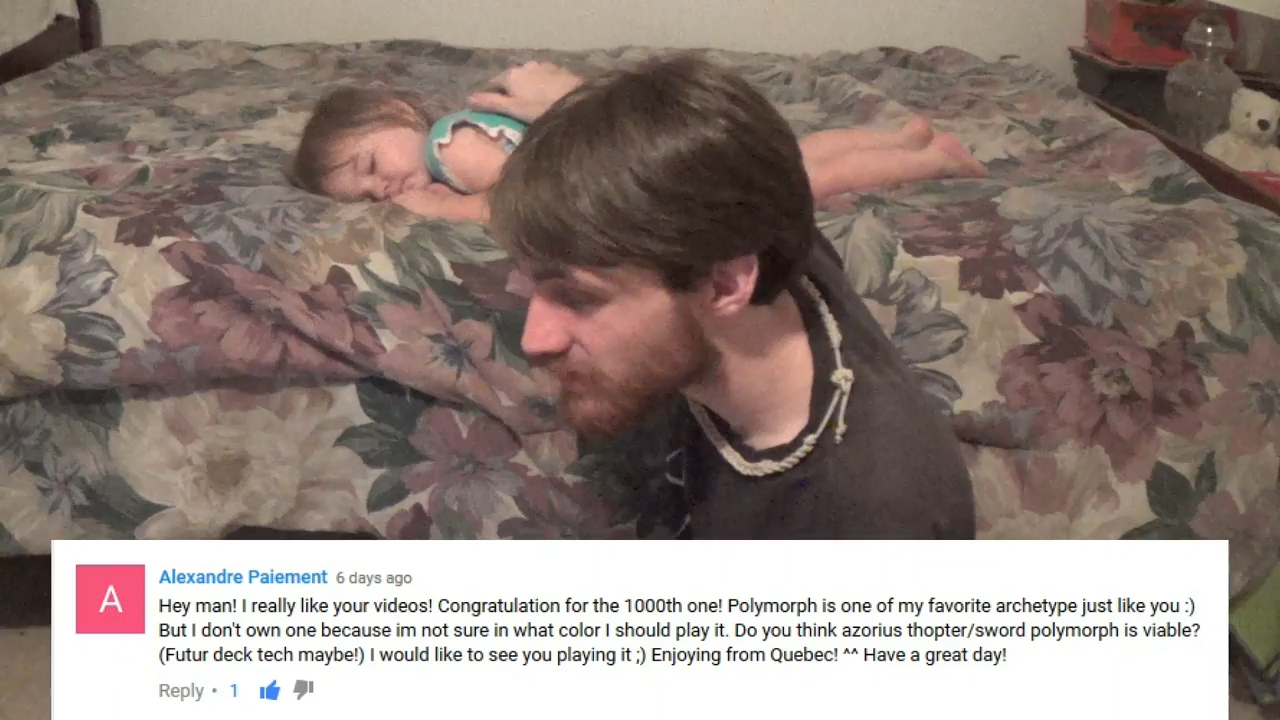 A
Alexandre Paiement 6 days ago
Hey man! I really like your videos! Congratulation for the 1000th one! Polymorph is one of my favorite archetype just like you :)
But I don't own one because im not sure in what color I should play it. Do you think azorius thopter/sword polymorph is viable?
(Futur deck tech maybe!) I would like to see you playing it ;) Enjoying from Quebec! ^^ Have a great day!
Reply • 1